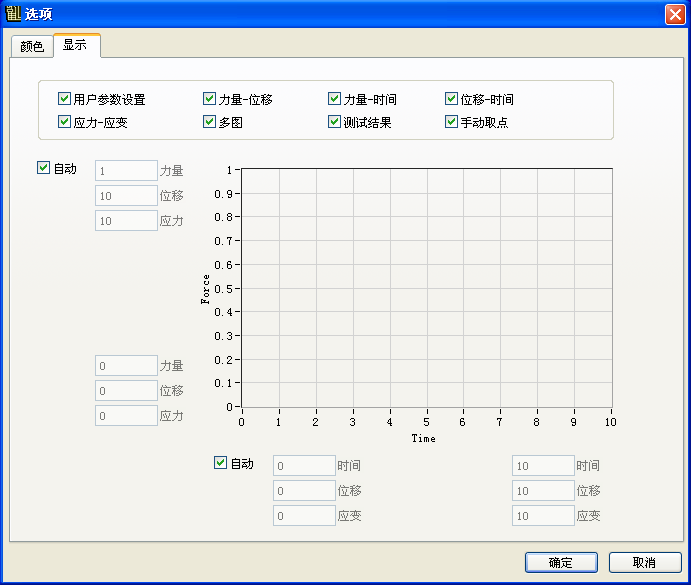 选项
颜色 显示
用户参数设置 力量-位移 力量-时间 位移-时间
应力-应变 多图 测试结果 手动取点
自动 1 力量
10 位移
10 应力
0 力量
0 位移
0 应力
1
0.9
0.8
0.7
0.6
0.5
0.4
0.3
0.2
0.1
0
Force
0 1 2 3 4 5 6 7 8 9 10
Time
自动 0 时间 10 时间
0 位移 10 位移
0 应变 10 应变
确定 取消